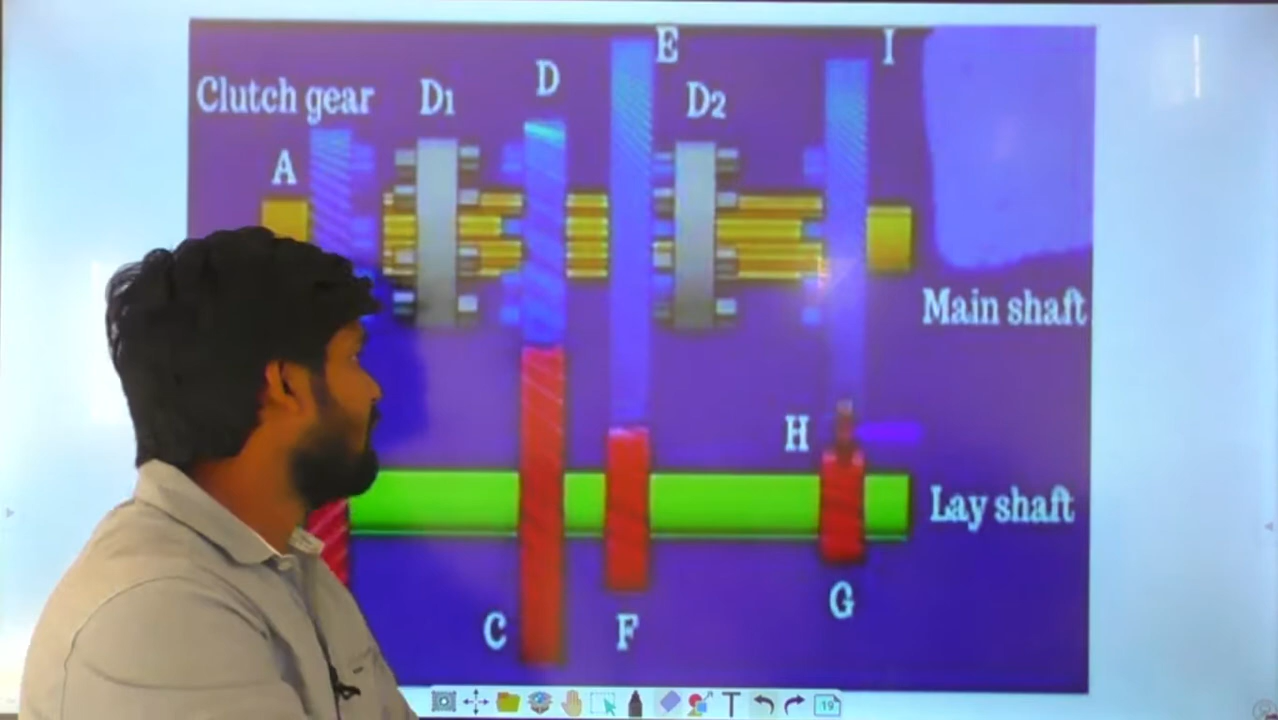 Clutch gear
D1
D
E
D2
I
A
Main shaft
H
Lay shaft
G
C
F
T
19